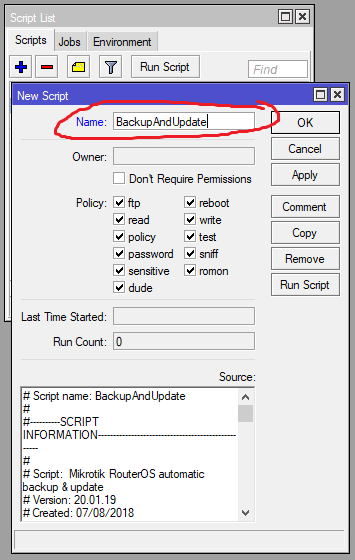 Script List
Scripts Jobs Environment
Run Script Find
New Script
Name: BackupAndUpdate OK
Cancel
Owner:
Don't Require Permissions Apply
Policy: ftp reboot Comment
read write
policy test Copy
password sniff Remove
sensitive romon
dude Run Script
Last Time Started:
Run Count: 0
Source:
# Script name: BackupAndUpdate
#
#----------SCRIPT
INFORMATION----------------------------------------------
-----
#
# Script:  Mikrotik RouterOS automatic
backup & update
# Version: 20.01.19
# Created: 07/08/2018